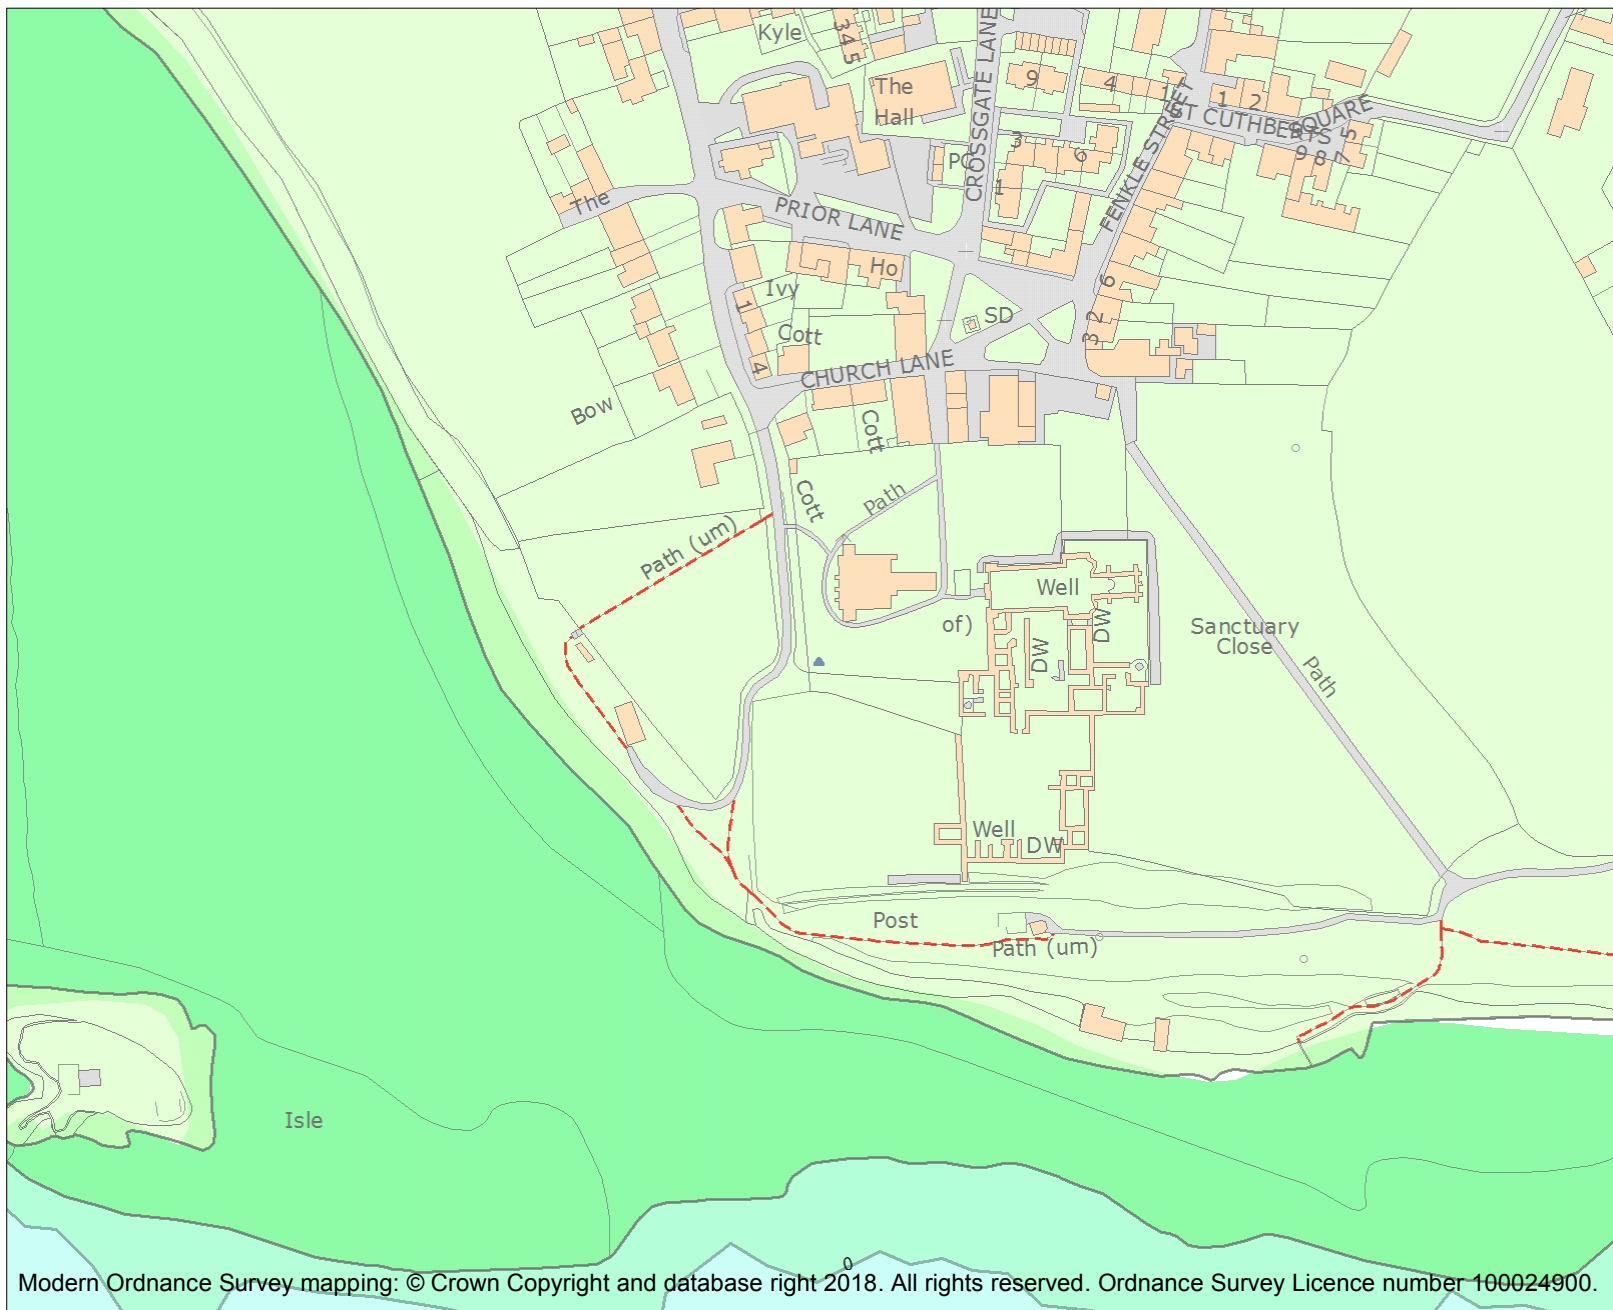 Kyle
345
CROSSGATE LANE
The
Hall
9
4
1
1
2
ST CUTHBERTS
SQUARE
5
7
8
9
3
6
1
PC
FENKLE STREET
The
PRIOR LANE
Ho
Ivy
1
Cott
4
SD
6
2
3
CHURCH LANE
Bow
Cott
Cott
Path
Path (um)
Well
of)
DW
DW
Sanctuary
Close
Path
Well
DW
Post
Path (um)
Isle
0
Modern Ordnance Survey mapping: © Crown Copyright and database right 2018. All rights reserved. Ordnance Survey Licence number 100024900.